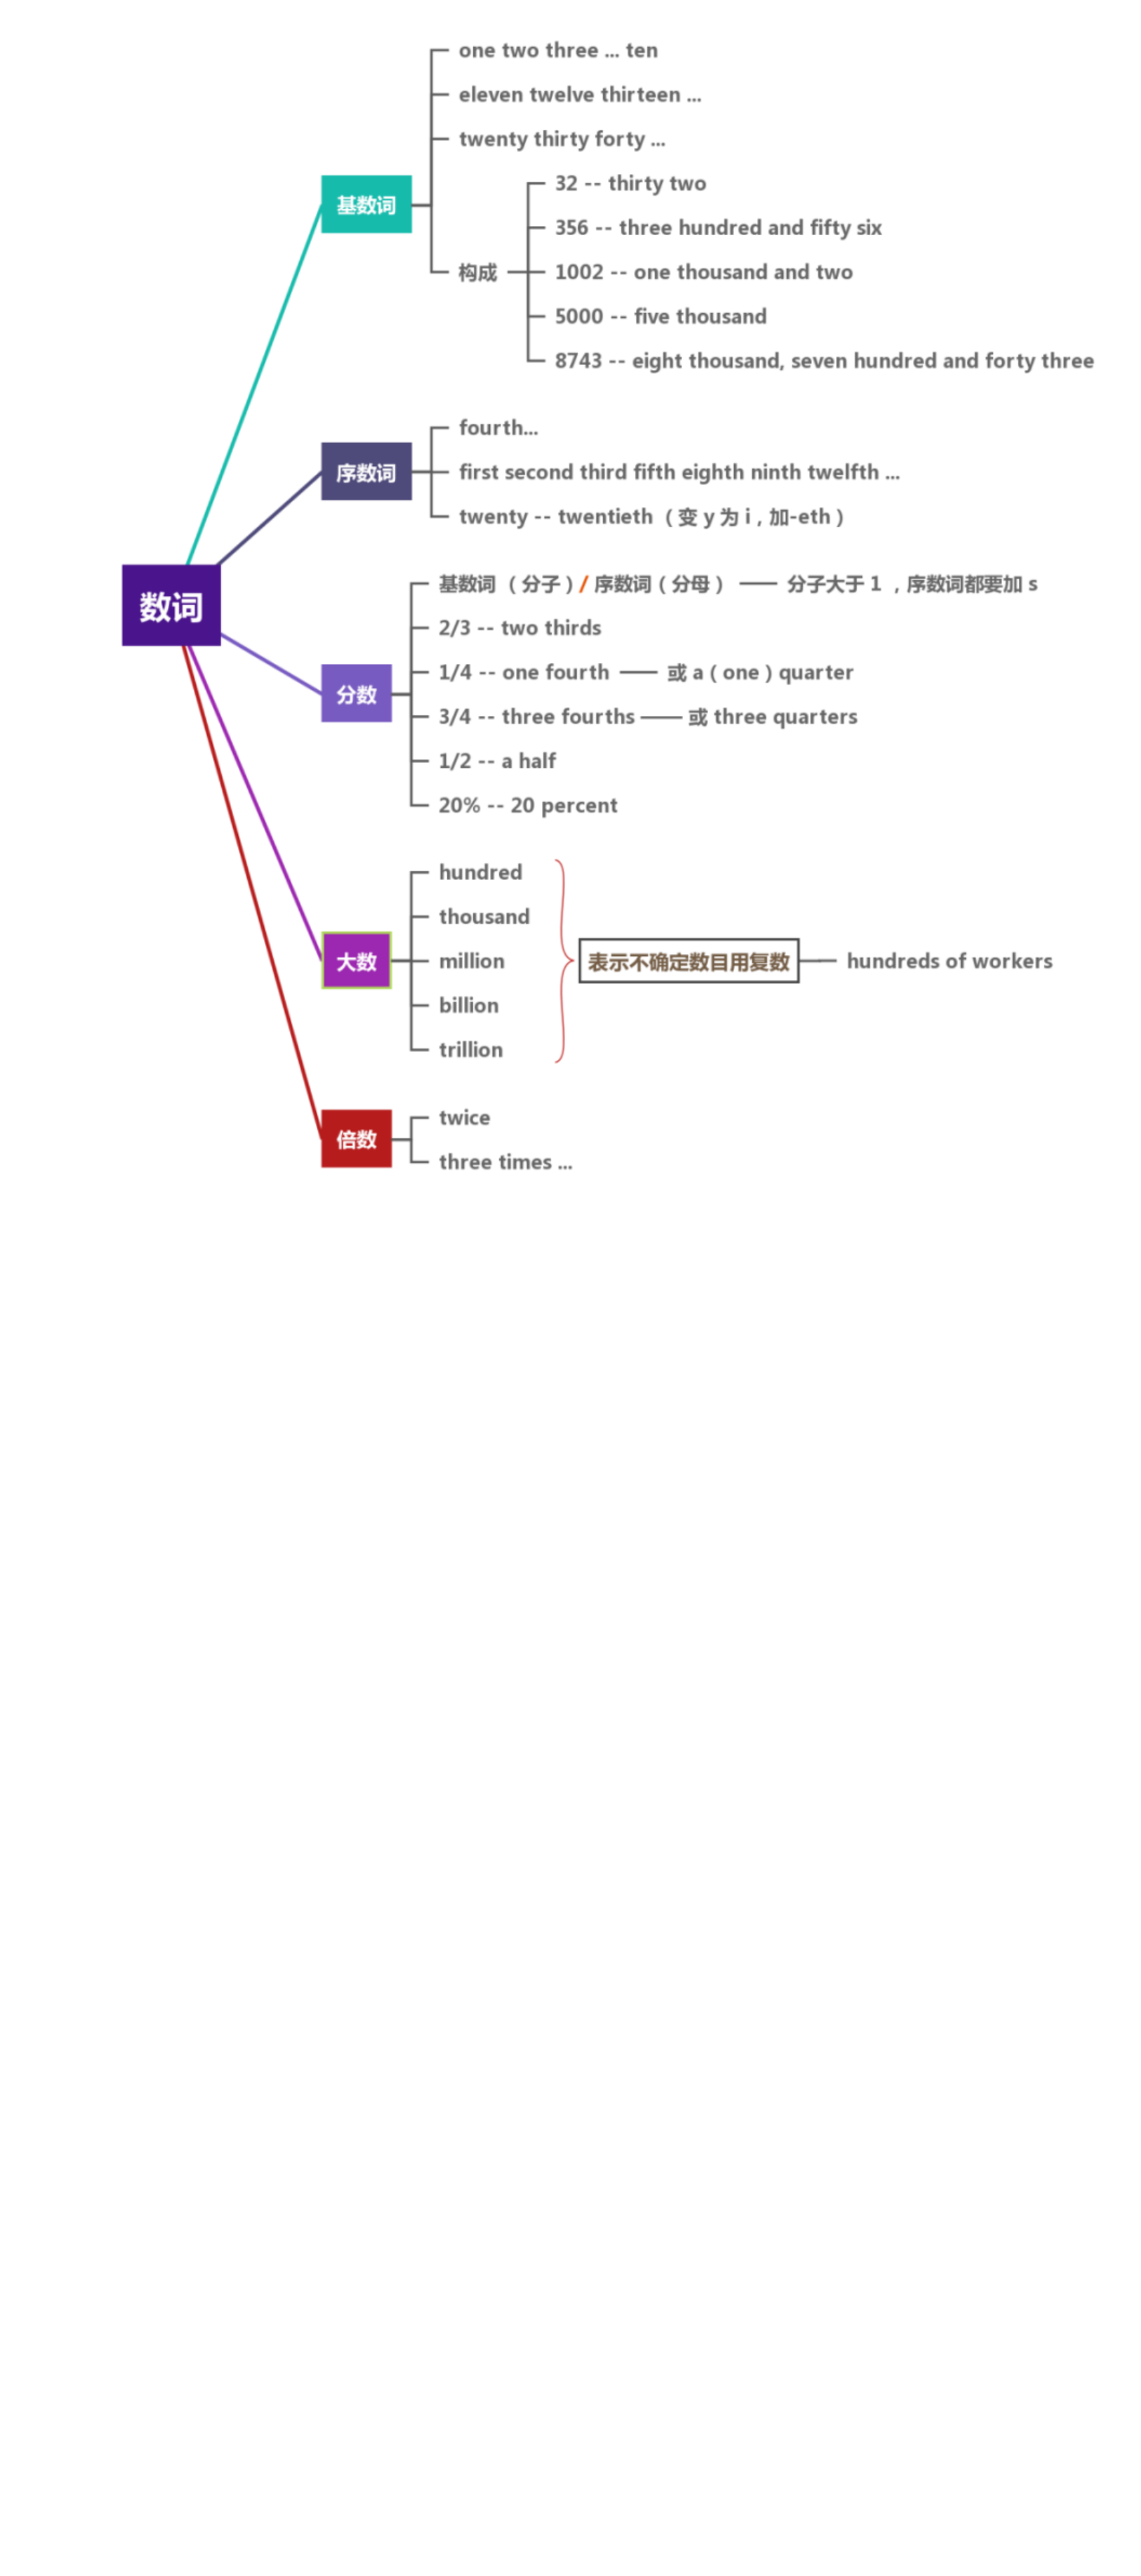 数词
基数词
one two three ... ten
eleven twelve thirteen ...
twenty thirty forty ...
构成
32 -- thirty two
356 -- three hundred and fifty six
1002 -- one thousand and two
5000 -- five thousand
8743 -- eight thousand, seven hundred and forty three
序数词
fourth...
first second third fifth eighth ninth twelfth ...
twenty -- twentieth （变 y 为 i，加-eth）
分数
基数词 （分子）/ 序数词（分母） —— 分子大于 1 ，序数词都要加 s
2/3 -- two thirds
1/4 -- one fourth —— 或 a（one）quarter
3/4 -- three fourths —— 或 three quarters
1/2 -- a half
20% -- 20 percent
大数
hundred
thousand
million
billion
trillion
表示不确定数目用复数
hundreds of workers
倍数
twice
three times ...